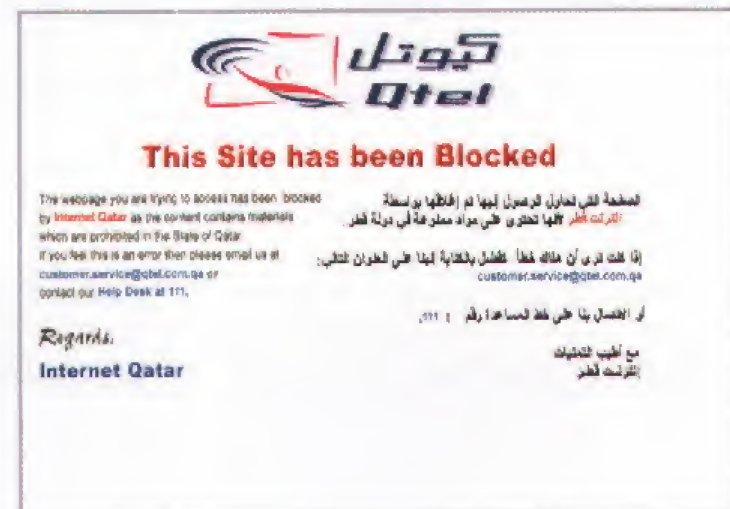 كيوتل
Qtel
This Site has been Blocked
The webpage you are trying to access has been blocked
by Internet Qatar as the content contains materials
which are prohibited in the State of Qatar.
If you feel this is an error then please email us at
customer.service@qtel.com.qa or
contact our Help Desk at 111.
Regards,
Internet Qatar
الصفحة التي تحاول الوصول إليها تم إغلاقها بواسطة
إنترنت قطر لأنها تحتوي على مواد ممنوعة في دولة قطر.
إذا كنت ترى أن هناك خطأ فتفضل بالكتابة إلينا على العنوان التالي:
customer.service@qtel.com.qa
أو الاتصال بنا على خط المساعدة رقم ( 111 ).
مع أطيب التمنيات
إنترنت قطر